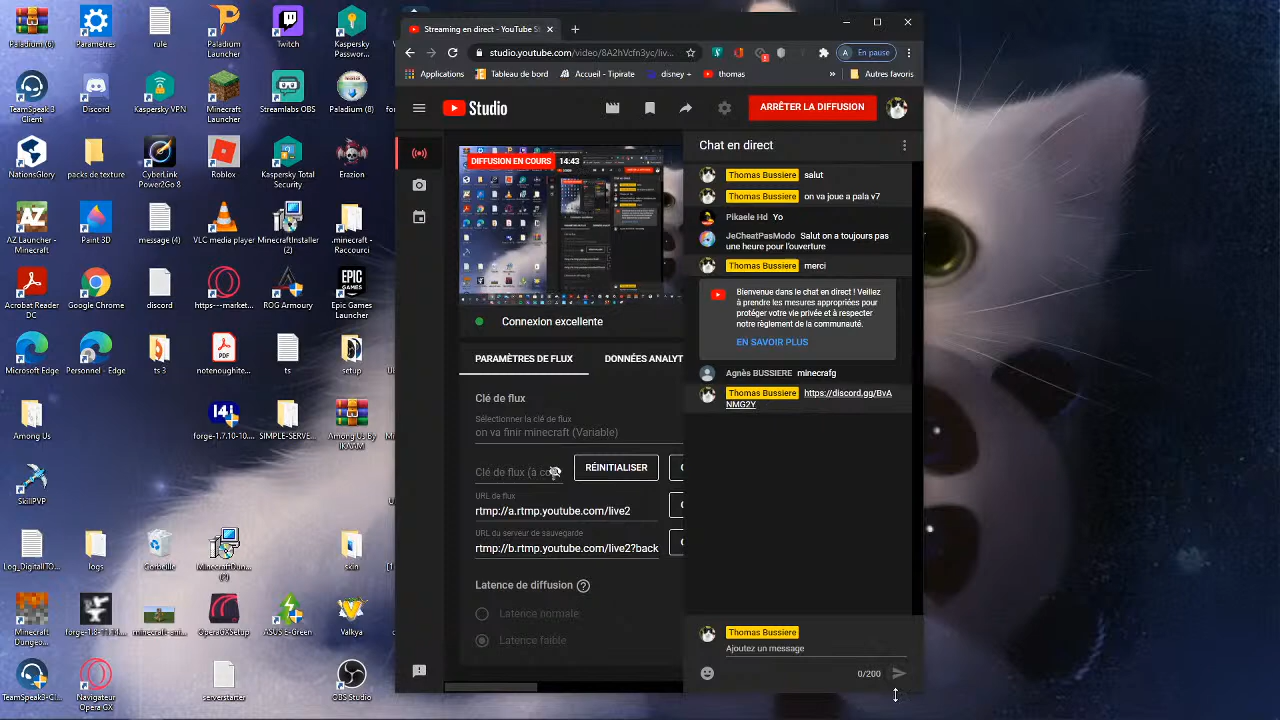 Paladium (6)
Paramètres
rule
Paladium Launcher
Twitch
Kaspersky Passwor...
TeamSpeak 3 Client
Discord
Kaspersky VPN
Minecraft Launcher
Streamlabs OBS
Paladium (8)
NationsGlory
packs de texture
CyberLink Power2Go 8
Roblox
Kaspersky Total Security
Erazion
AZ Launcher - Minecraft
Paint 3D
message (4)
VLC media player
MinecraftInstaller (2)
.minecraft - Raccourci
Acrobat Reader DC
Google Chrome
discord
https---market...
ROG Armoury
Epic Games Launcher
Microsoft Edge
Personnel - Edge
ts 3
notenoughte...
ts
setup
Among Us
forge-1.7.10-10...
SIMPLE-SERVE...
Among Us By
SkillPVP
Log_DigitallTO...
logs
Corbeille
MinecraftDun...
skin
Minecraft Dungeo...
forge-1.8-11.14...
minecraft-ani...
OperaGXSetup
ASUS E-Green
Valkya
TeamSpeak3-Cl...
Navigateur Opera GX
serverstarter
OBS Studio
Streaming en direct - YouTube S
studio.youtube.com/video/8A2hVcfn3yc/liv...
A En pause
Applications
Tableau de bord
Accueil - Tipirate
disney +
thomas
»
Autres favoris
Studio
ARRÊTER LA DIFFUSION
DIFFUSION EN COURS
14:43
Connexion excellente
PARAMÈTRES DE FLUX
DONNÉES ANALYT
Clé de flux
Sélectionner la clé de flux
on va finir minecraft (Variable)
Clé de flux (à co
RÉINITIALISER
URL de flux
rtmp://a.rtmp.youtube.com/live2
URL du serveur de sauvegarde
rtmp://b.rtmp.youtube.com/live2?back
Latence de diffusion
Latence normale
Latence faible
Chat en direct
Thomas Bussiere salut
Thomas Bussiere on va joue a pala v7
Pikaele Hd Yo
JeCheatPasModo Salut on a toujours pas
une heure pour l'ouverture
Thomas Bussiere merci
Bienvenue dans le chat en direct ! Veillez
à prendre les mesures appropriées pour
protéger votre vie privée et à respecter
notre règlement de la communauté.
EN SAVOIR PLUS
Agnès BUSSIERE minecrafg
Thomas Bussiere https://discord.gg/BvA
NMG2Y
Thomas Bussiere
Ajoutez un message
0/200